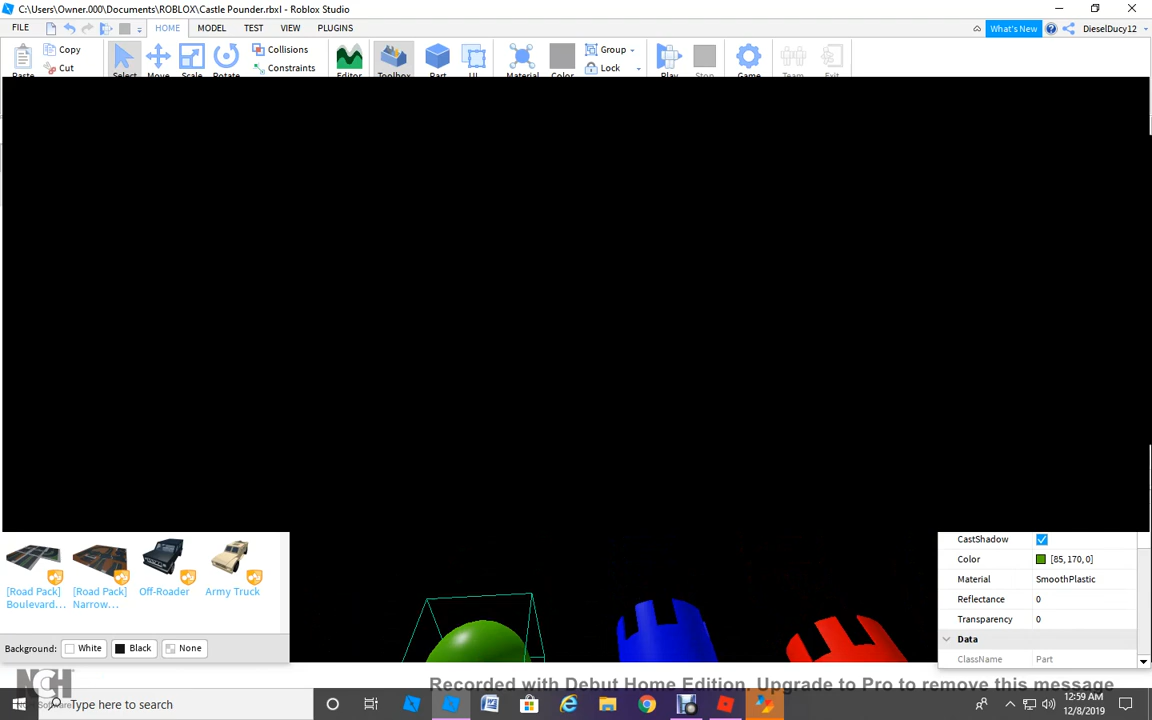 C:\Users\Owner.000\Documents\ROBLOX\Castle Pounder.rbxl - Roblox Studio
FILE HOME MODEL TEST VIEW PLUGINS What's New DieselDucy12
Copy Collisions Group
Cut Constraints Lock
Paste Select Move Scale Rotate Editor Toolbox Part UI Material Color Play Stop Game Team Exit
CastShadow
Color [85, 170, 0]
Material SmoothPlastic
Reflectance 0
Transparency 0
Data
ClassName Part
[Road Pack] [Road Pack] Off-Roader Army Truck
Boulevard... Narrow...
Background: White Black None
NCH
Recorded with Debut Home Edition. Upgrade to Pro to remove this message
Type here to search
12:59 AM
12/8/2019